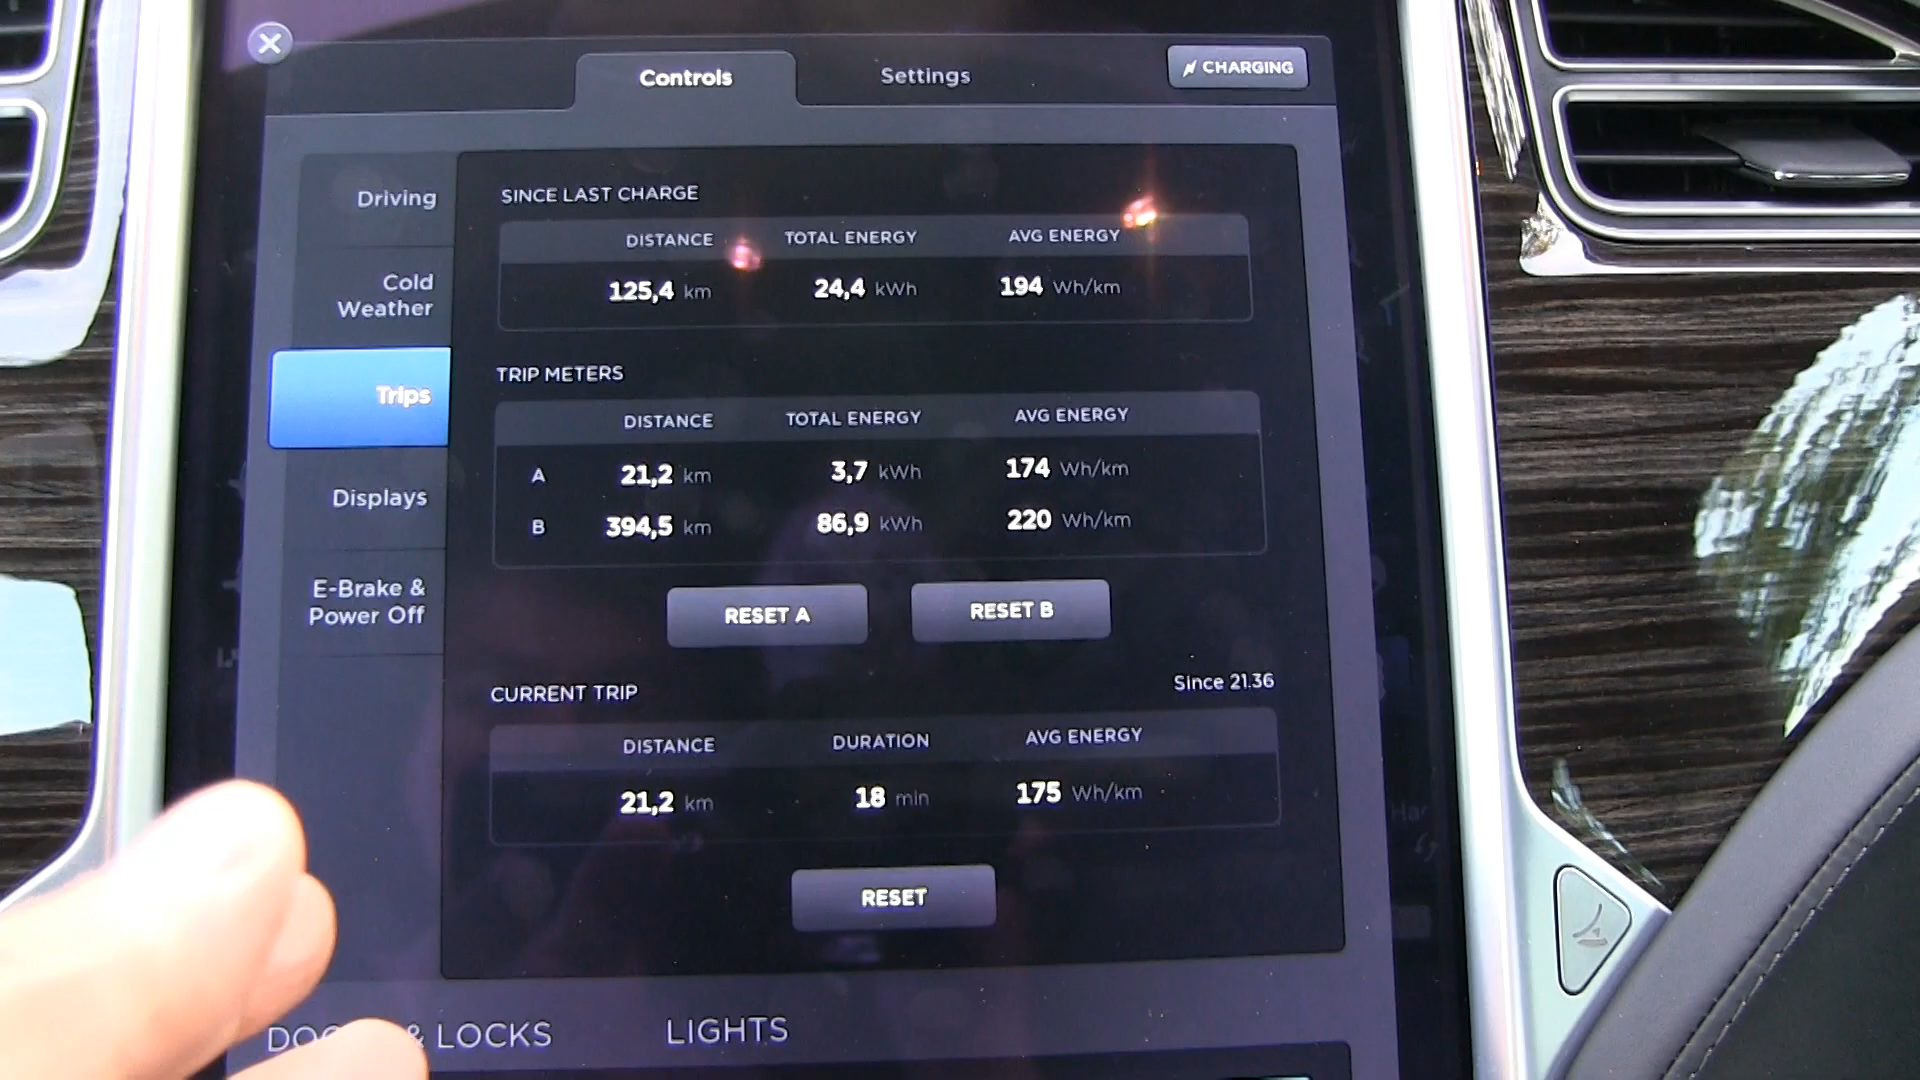 Controls
Settings
CHARGING
Driving
Cold
Weather
Trips
Displays
E-Brake &
Power Off
SINCE LAST CHARGE
DISTANCE TOTAL ENERGY AVG ENERGY
125,4 km 24,4 kWh 194 Wh/km
TRIP METERS
DISTANCE TOTAL ENERGY AVG ENERGY
A 21,2 km 3,7 kWh 174 Wh/km
B 394,5 km 86,9 kWh 220 Wh/km
RESET A RESET B
CURRENT TRIP Since 21.36
DISTANCE DURATION AVG ENERGY
21,2 km 18 min 175 Wh/km
RESET
& LOCKS LIGHTS